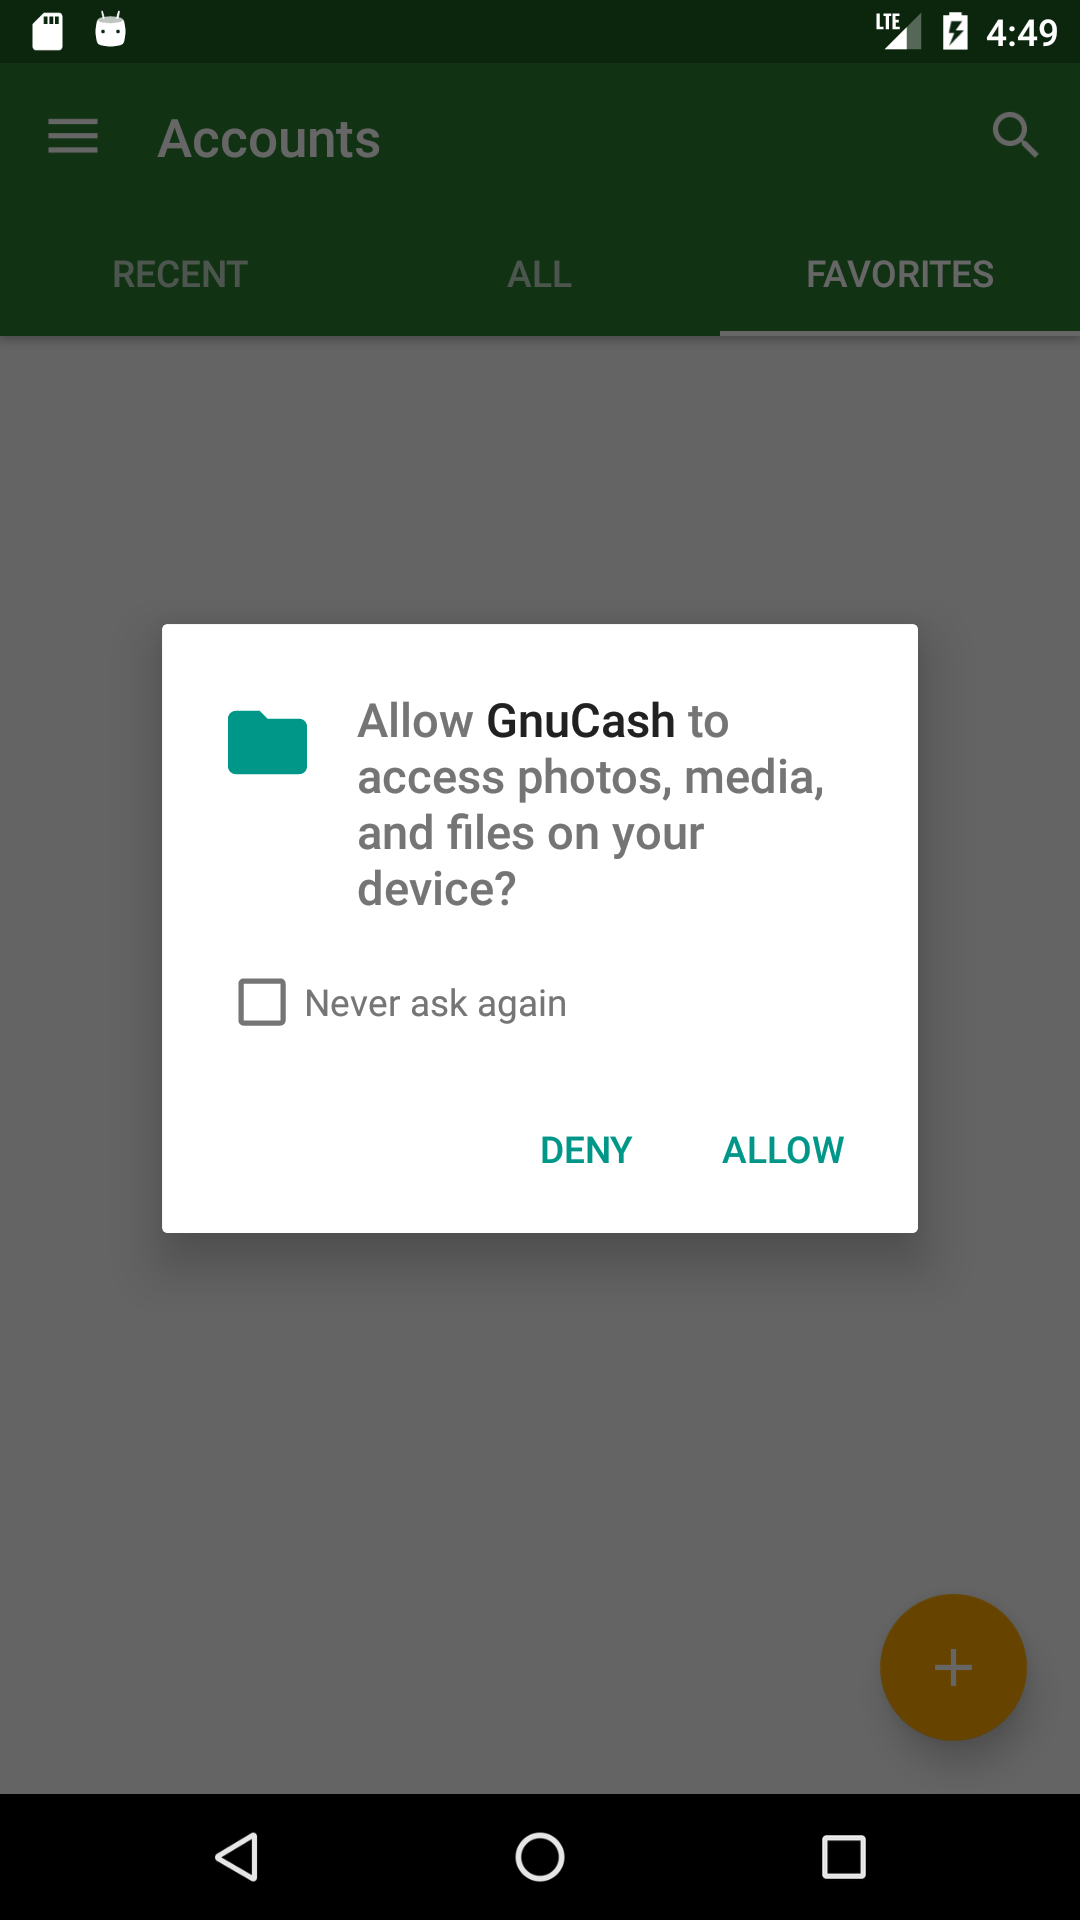 LTE 4:49
Accounts
RECENT ALL FAVORITES
Allow GnuCash to
access photos, media,
and files on your
device?
Never ask again
DENY ALLOW